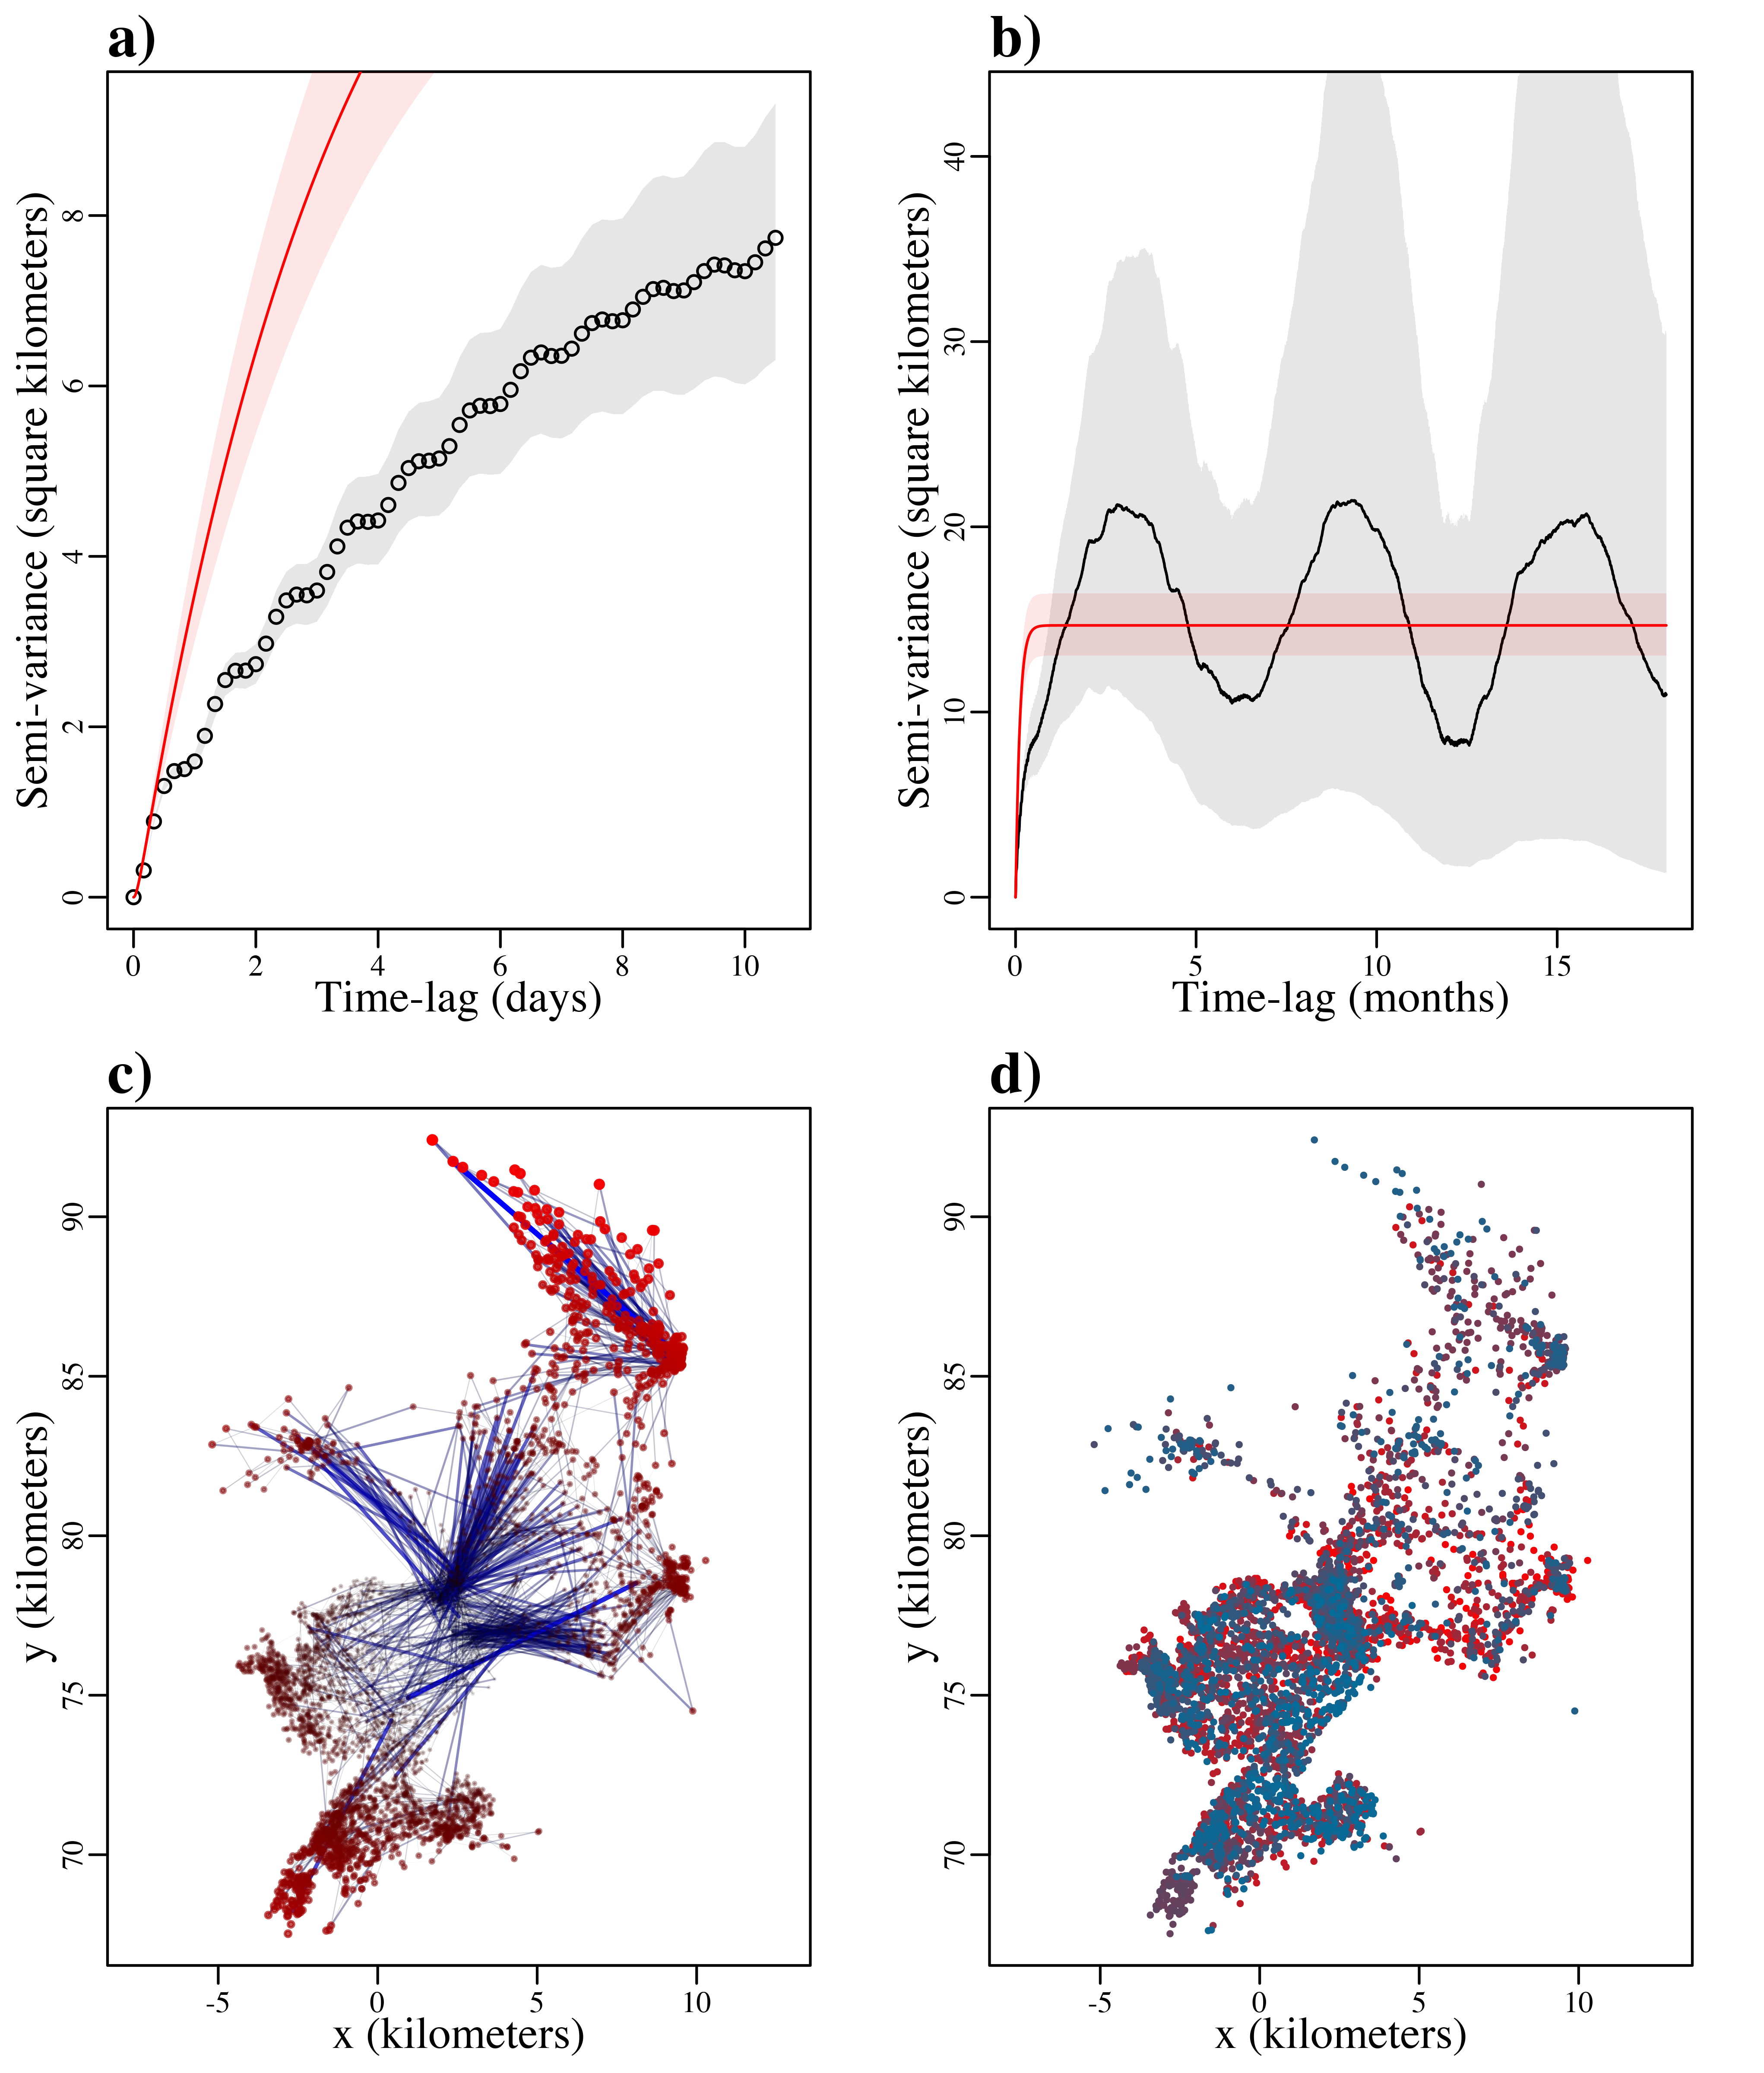 a)
Semi-variance (square kilometers)
0 2 4 6 8
0 2 4 6 8 10
Time-lag (days)
b)
Semi-variance (square kilometers)
0 10 20 30 40
0 5 10 15
Time-lag (months)
c)
y (kilometers)
70 75 80 85 90
-5 0 5 10
x (kilometers)
d)
y (kilometers)
70 75 80 85 90
-5 0 5 10
x (kilometers)